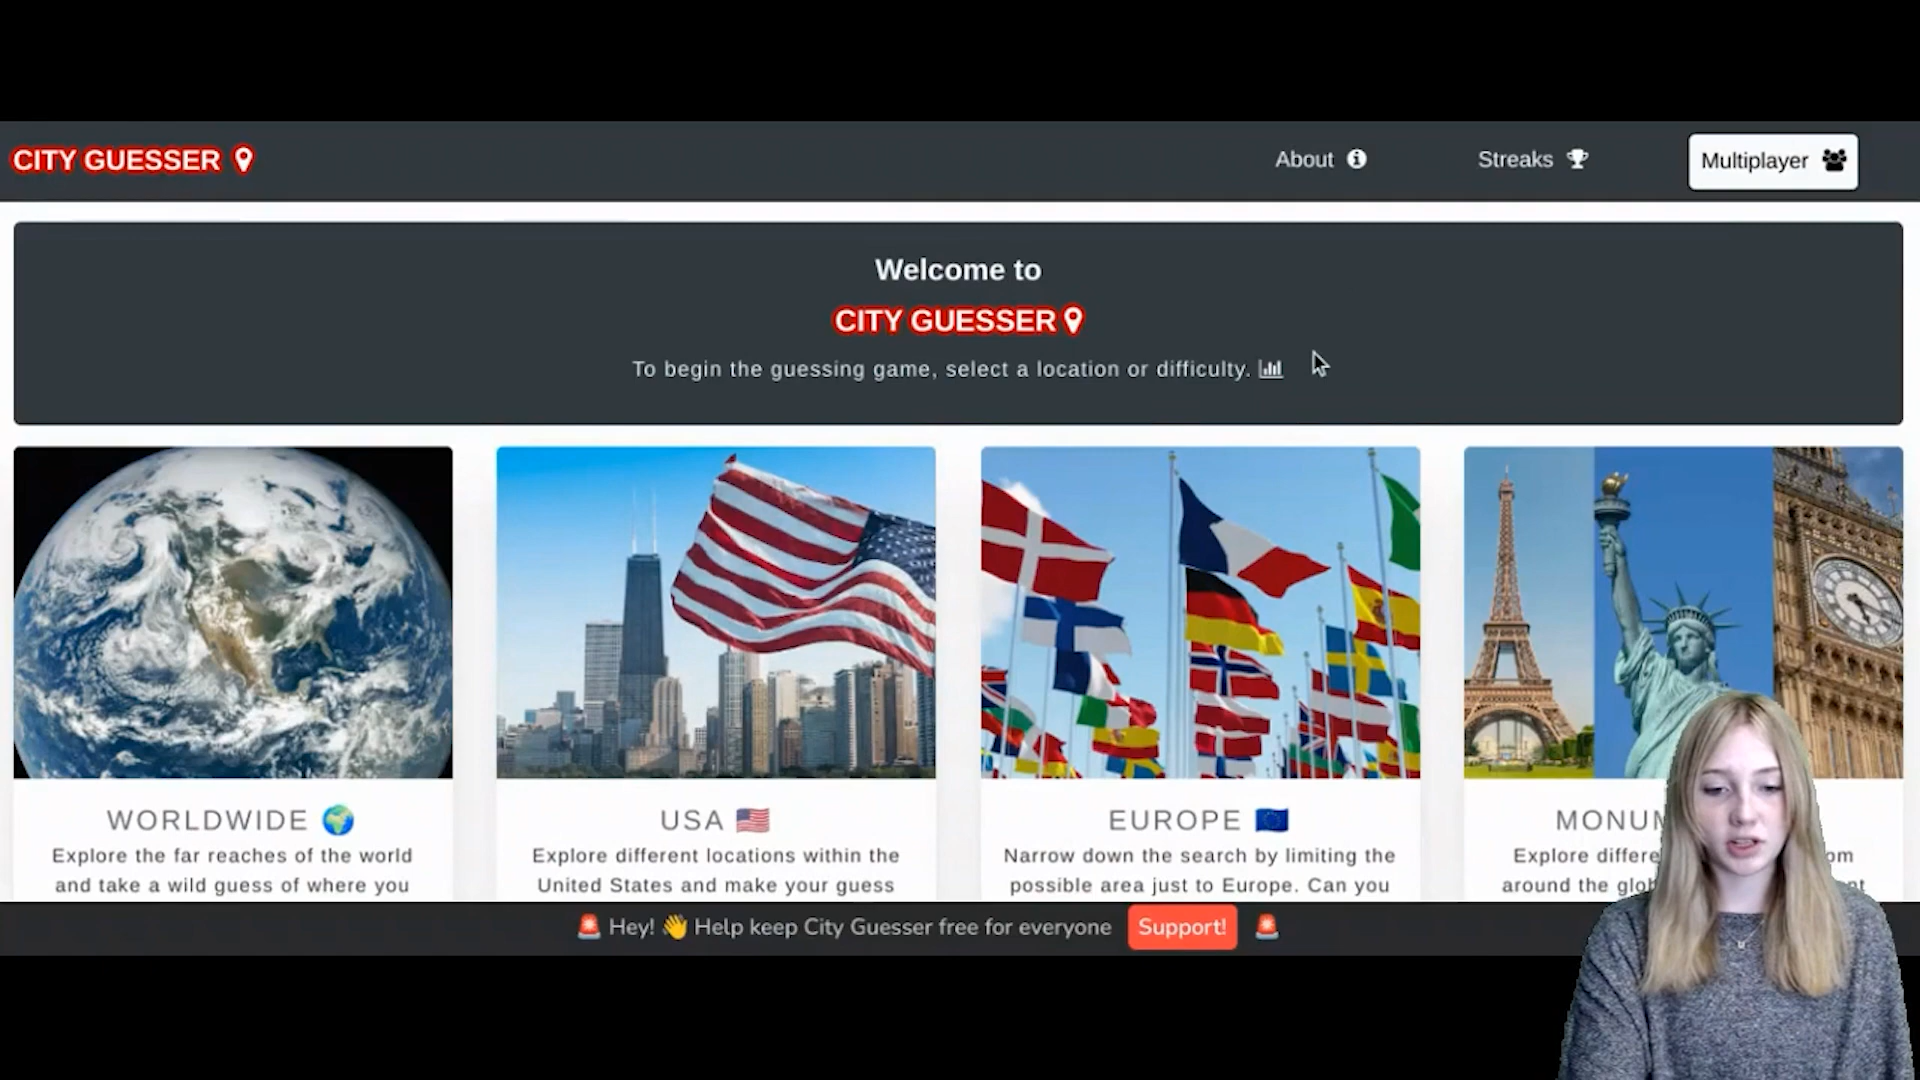 CITY GUESSER
About
Streaks
Multiplayer
Welcome to
CITY GUESSER
To begin the guessing game, select a location or difficulty.
WORLDWIDE
Explore the far reaches of the world
and take a wild guess of where you
USA
Explore different locations within the
United States and make your guess
EUROPE
Narrow down the search by limiting the
possible area just to Europe. Can you
Explore
around the
Hey! 👋 Help keep City Guesser free for everyone
Support!